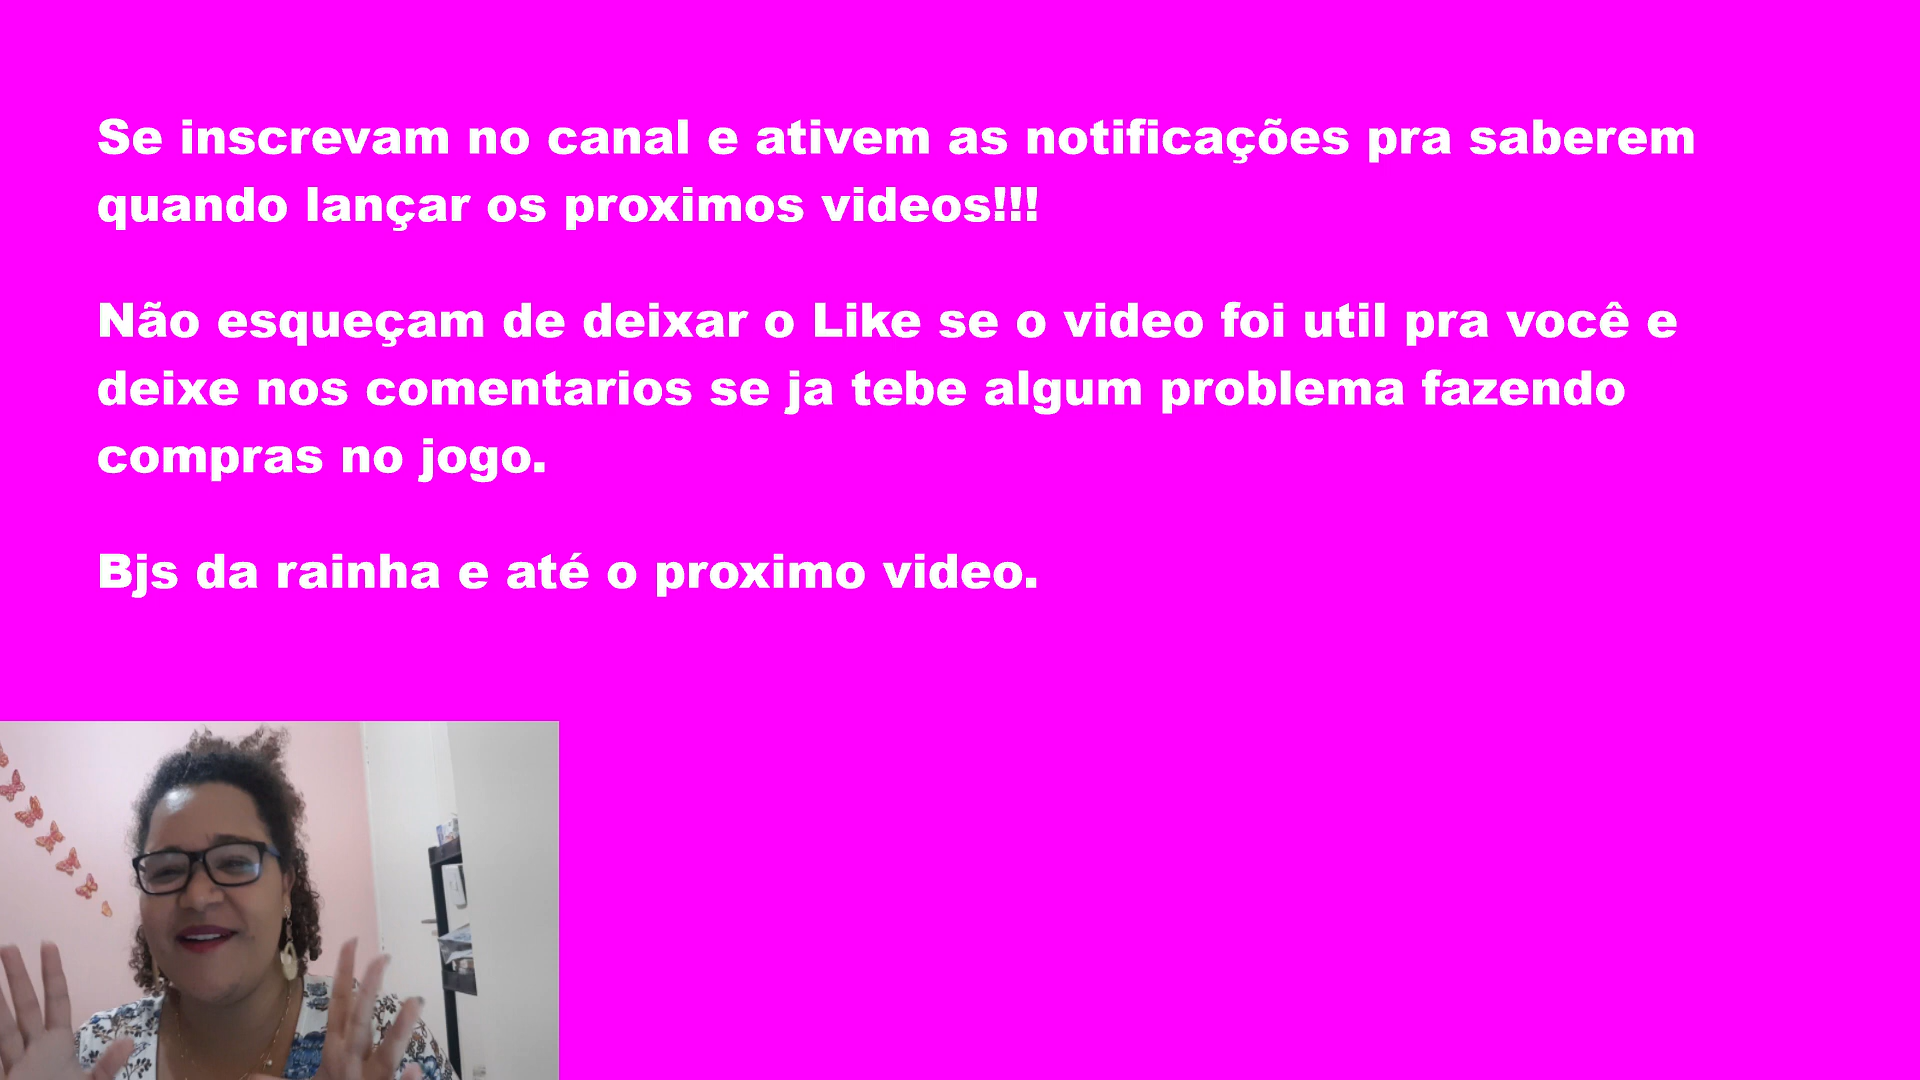 Se inscrevam no canal e ativem as notificações pra saberem
quando lançar os proximos videos!!!
Não esqueçam de deixar o Like se o video foi util pra você e
deixe nos comentarios se ja tebe algum problema fazendo
compras no jogo.
Bjs da rainha e até o proximo video.